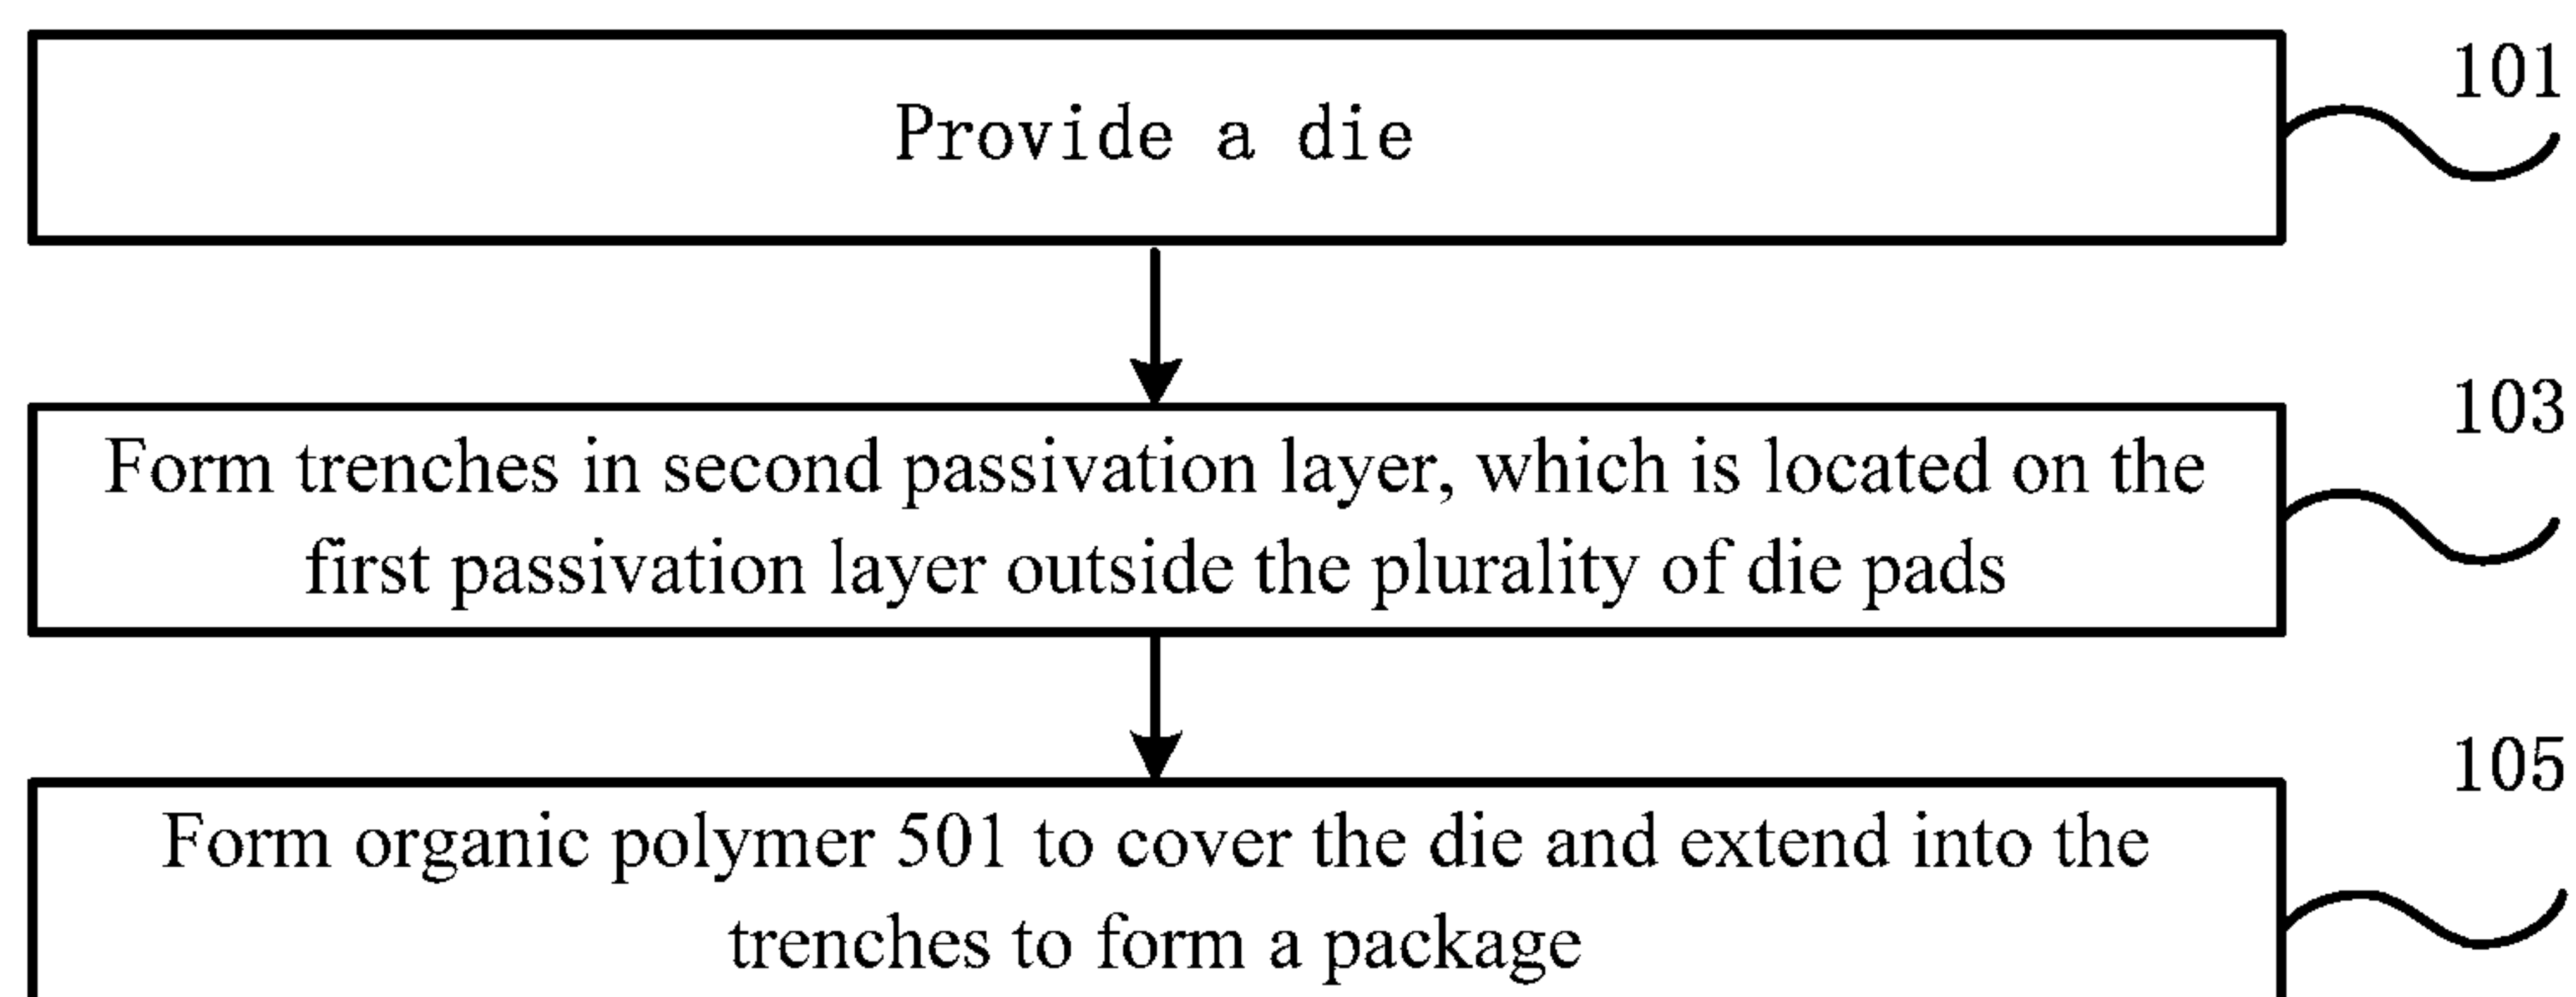 101
Provide a die
103
Form trenches in second passivation layer, which is located on the
first passivation layer outside the plurality of die pads
105
Form organic polymer 501 to cover the die and extend into the
trenches to form a package